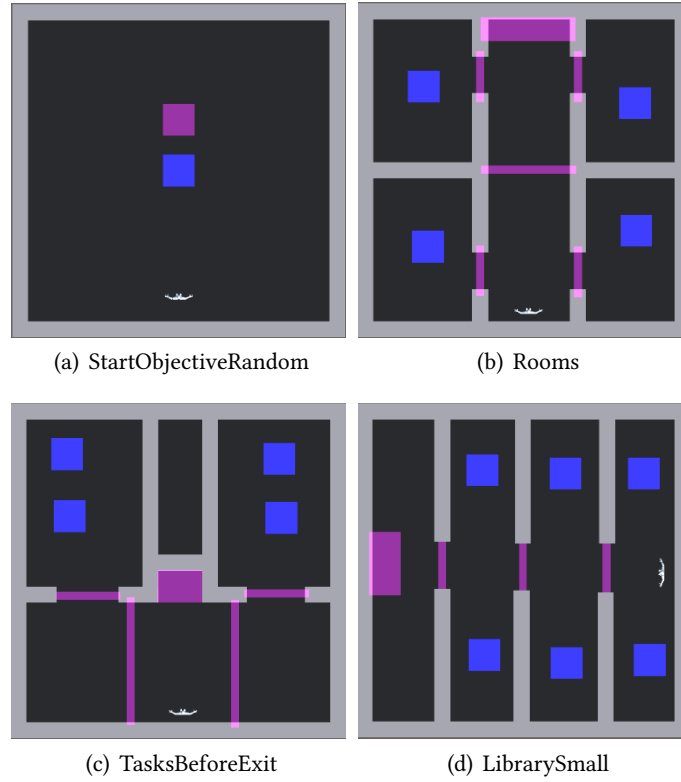 (a) StartObjectiveRandom
(b) Rooms
(c) TasksBeforeExit
(d) LibrarySmall